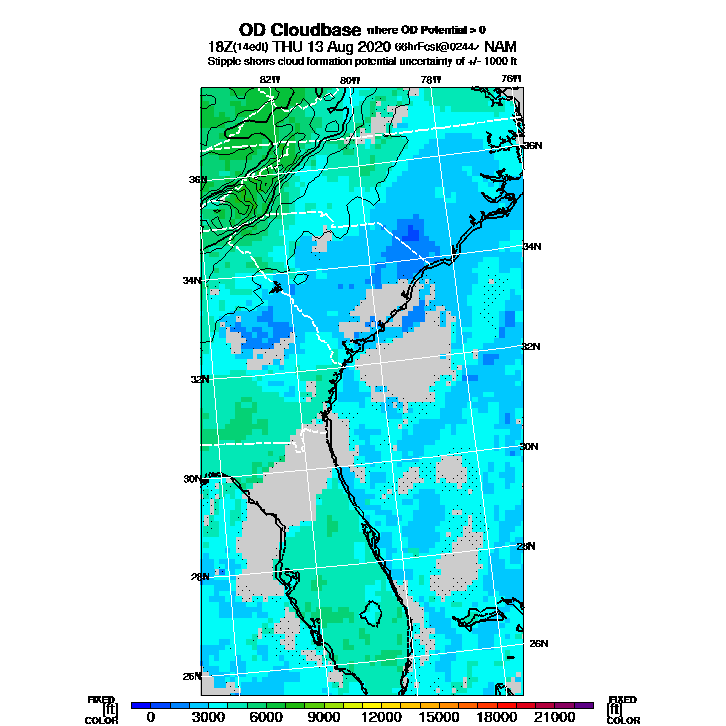 OD Cloudbase where OD Potential > 0
18Z(14edt) THU 13 Aug 2020 66hrFcst@0244z NAM
Stipple shows cloud formation potential uncertainty of +/- 1000 ft
82W 80W 78W 76W
36N
36N
34N
34N
32N
32N
30N
30N
28N
28N
26N
26N
FIXED [ft] COLOR
0 3000 6000 9000 12000 15000 18000 21000
FIXED [ft] COLOR